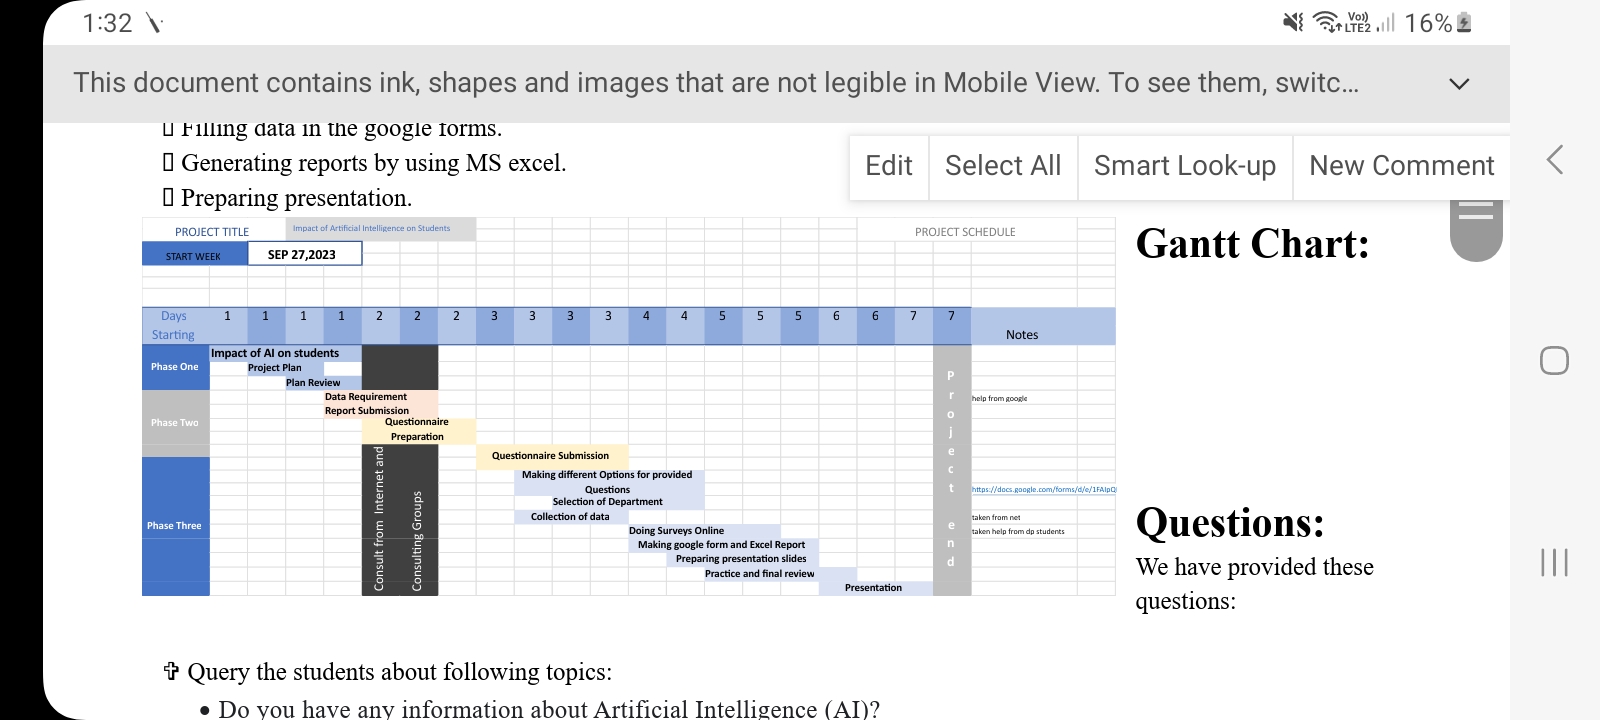 1:32
Vo))
LTE2
16%
This document contains ink, shapes and images that are not legible in Mobile View. To see them, switc...
Filling data in the google forms.
Generating reports by using MS excel.
Preparing presentation.
Edit
Select All
Smart Look-up
New Comment
PROJECT TITLE
Impact of Artificial Intelligence on Students
PROJECT SCHEDULE
START WEEK
SEP 27,2023
Gantt Chart:
Days
Starting
1 1 1 1 2 2 2 3 3 3 3 4 4 5 5 5 6 6 7 7
Notes
Phase One
Impact of AI on students
Project Plan
Plan Review
Phase Two
Data Requirement
Report Submission
Questionnaire
Preparation
help from google
Phase Three
Consult from Internet and
Consulting Groups
Questionnaire Submission
Making different Options for provided
Questions
Selection of Department
Collection of data
Doing Surveys Online
Making google form and Excel Report
Preparing presentation slides
Practice and final review
Presentation
Project end
https://docs.google.com/forms/d/e/1FAIpQ
taken from net
taken help from dp students
Questions:
We have provided these
questions:
✞ Query the students about following topics:
• Do you have any information about Artificial Intelligence (AI)?